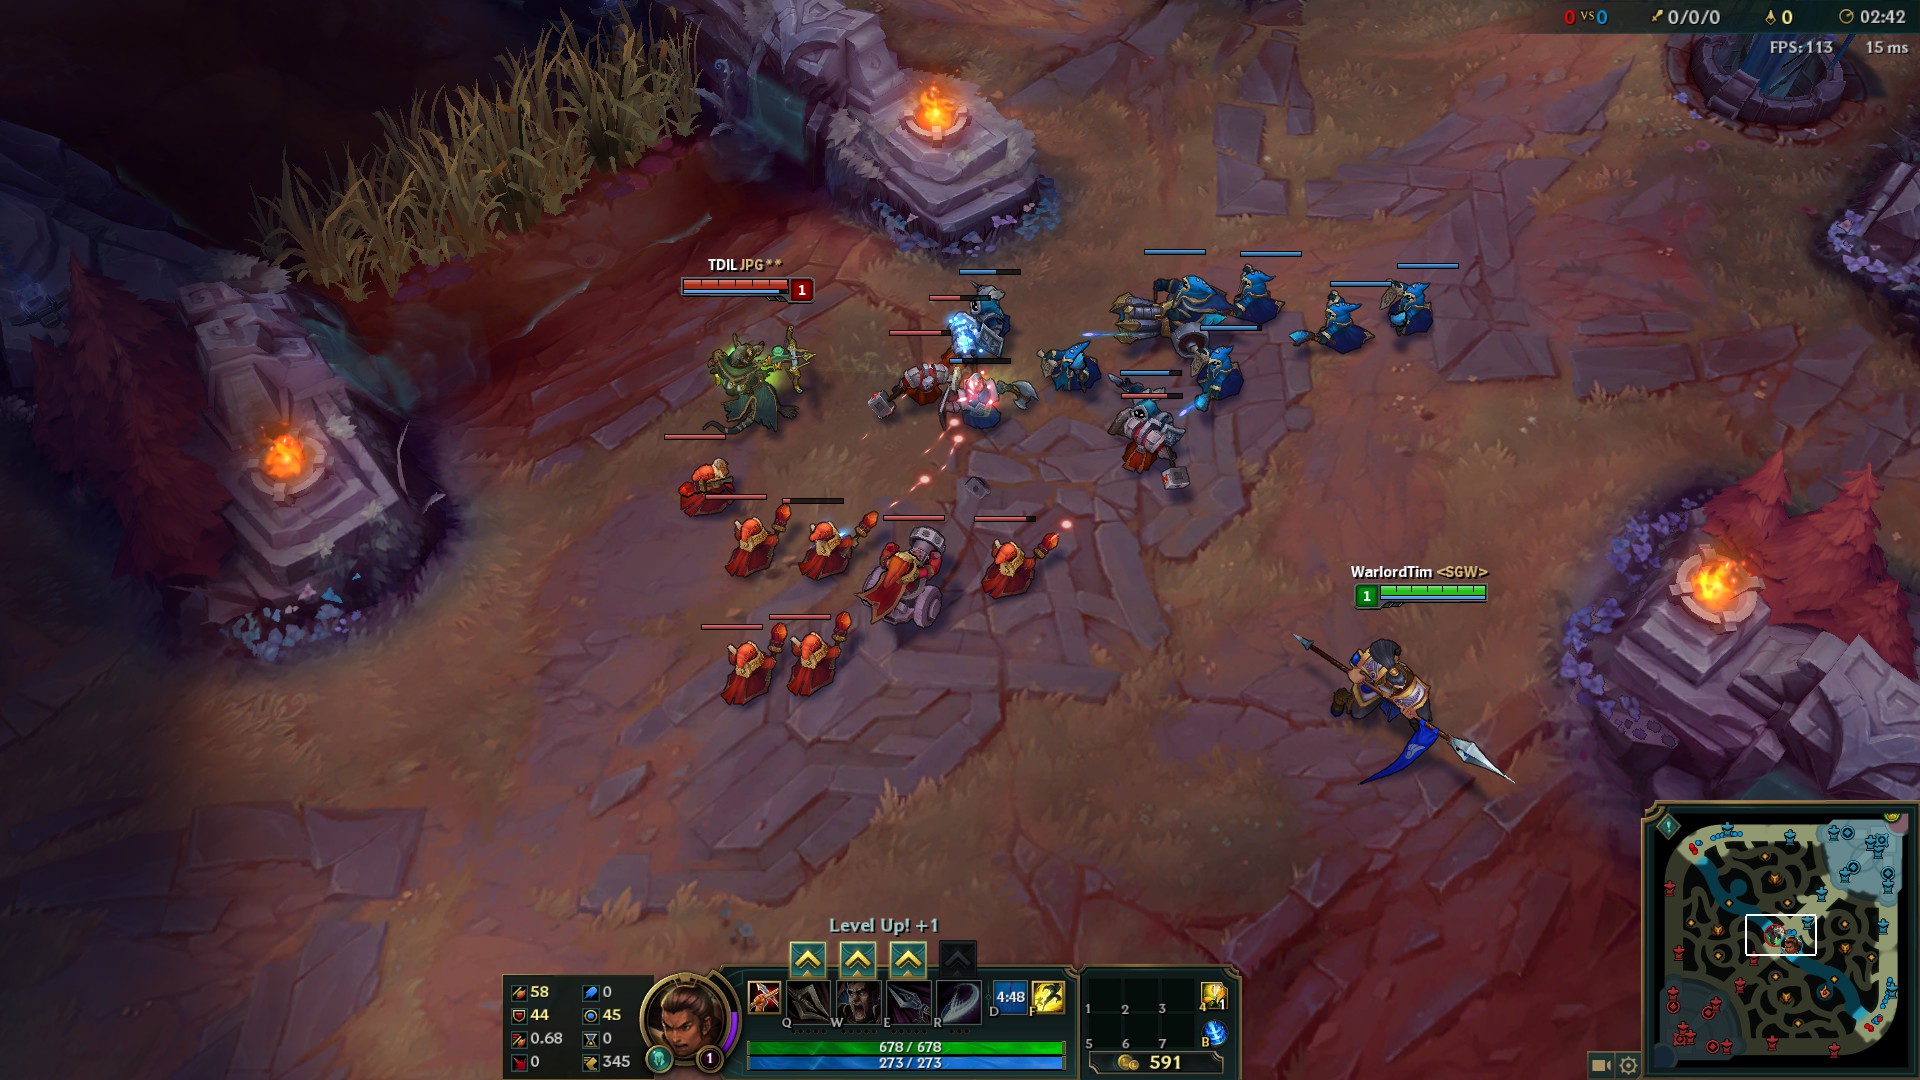 0 VS 0 0/0/0 0 02:42
FPS: 113 15 ms
TDILJPG**
1
WarlordTim <SGW>
1
Level Up! +1
58 0
44 45
0.68 0
0 345
1
Q W E R
4:48
D F
678 / 678
273 / 273
1 2 3 4 1
5 6 7 B
591